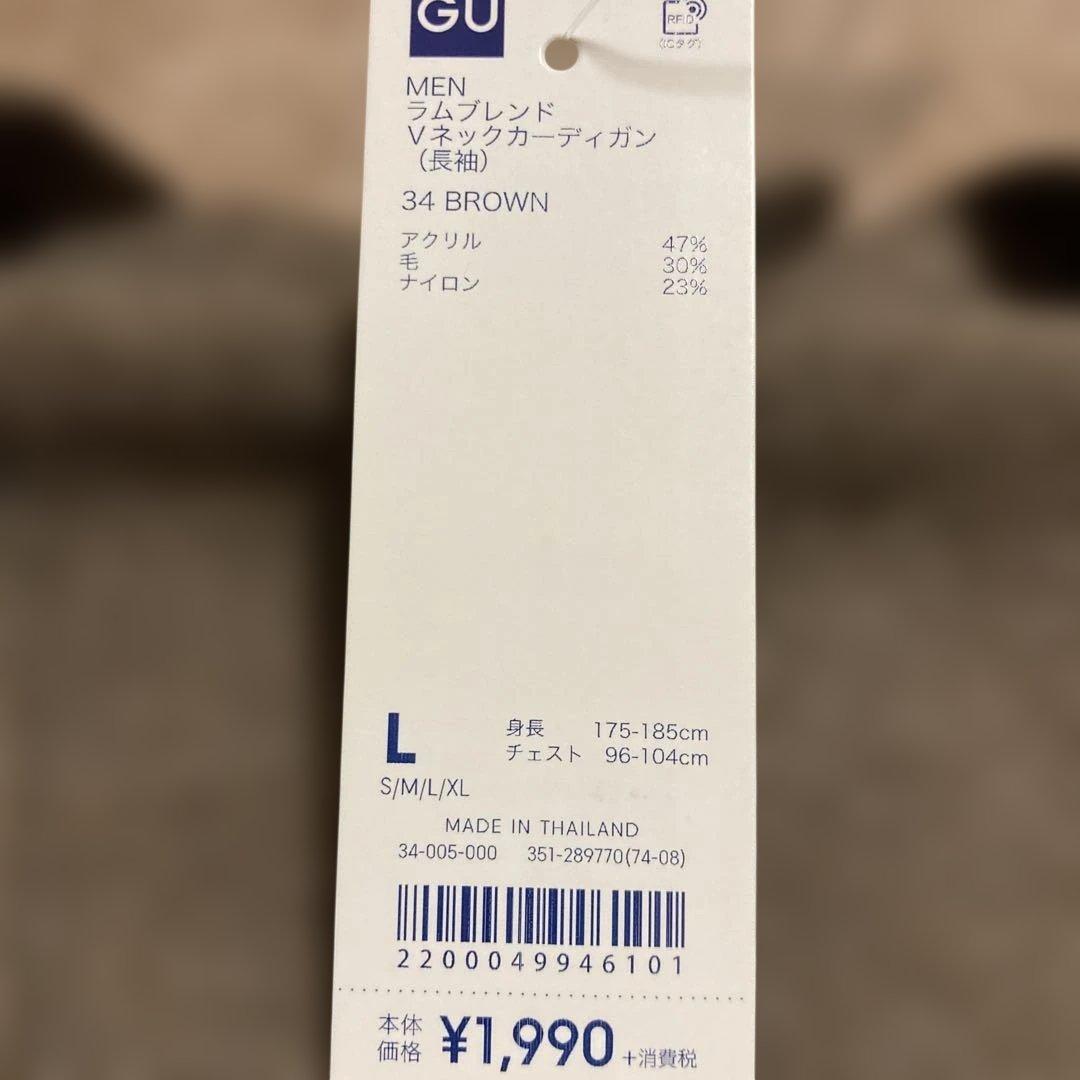 GU
RFID
(ICタグ)
MEN
ラムブレンド
Vネックカーディガン
(長袖)
34 BROWN
アクリル 47%
毛 30%
ナイロン 23%
L 身長 175-185cm
チェスト 96-104cm
S/M/L/XL
MADE IN THAILAND
34-005-000 351-289770(74-08)
2200049946101
本体
価格 ¥1,990 +消費税